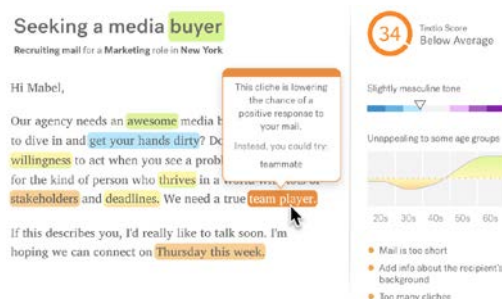 Seeking a media buyer
Recruiting mail for a Marketing role in New York
Hi Mabel,
Our agency needs an awesome media b
to dive in and get your hands dirty? Do
willingness to act when you see a probl
for the kind of person who thrives in a world with lots of
stakeholders and deadlines. We need a true team player.
If this describes you, I'd really like to talk soon. I'm
hoping we can connect on Thursday this week.
This cliche is lowering
the chance of a
positive response to
your mail.
Instead, you could try:
teammate
34
Textio Score
Below Average
Slightly masculine tone
Unappealing to some age groups
20s 30s 40s 50s 60s
Mail is too short
Add info about the recipient's
background
Too many cliches